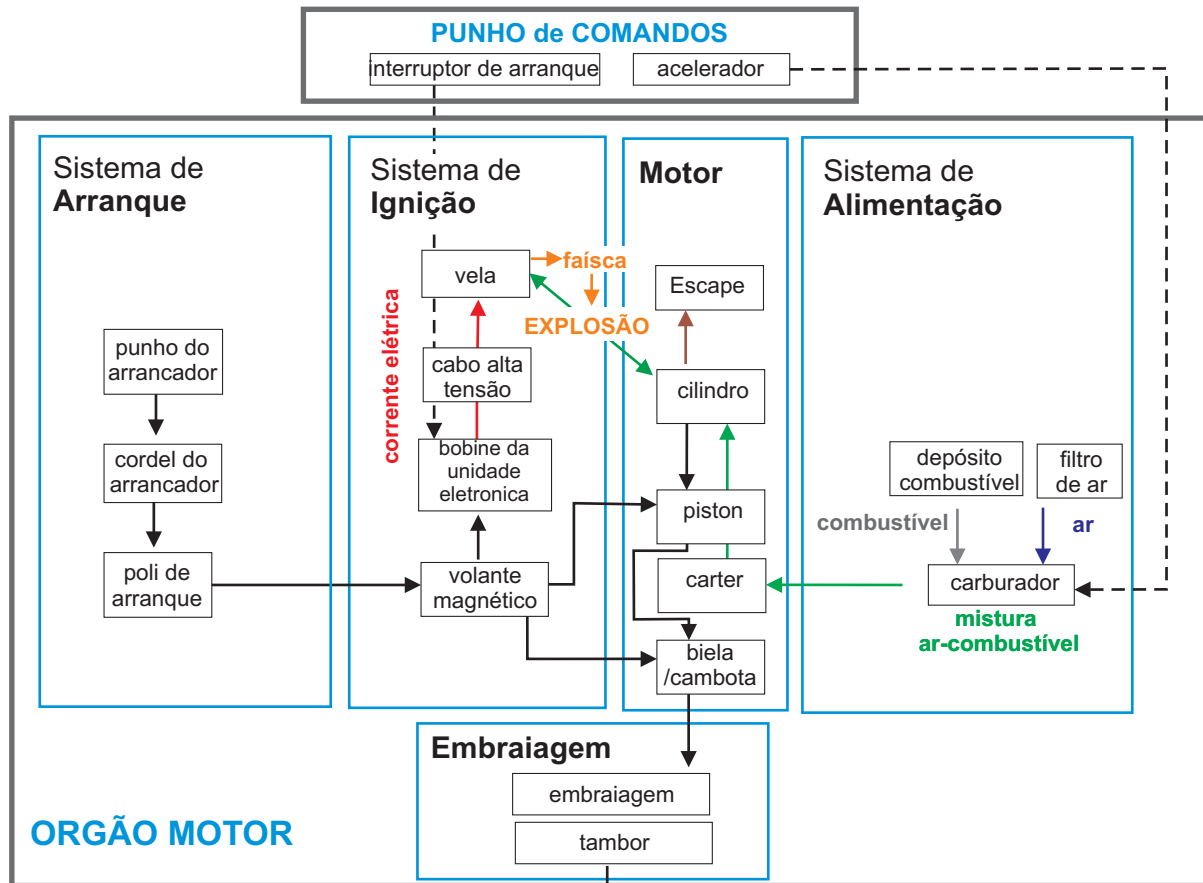 PUNHO de COMANDOS
interruptor de arranque
acelerador
Sistema de
Arranque
punho do
arrancador
cordel do
arrancador
poli de
arranque
Sistema de
Ignição
vela
faísca
EXPLOSÃO
corrente elétrica
cabo alta
tensão
bobine da
unidade
eletronica
volante
magnético
Motor
Escape
cilindro
piston
carter
biela
/cambota
Sistema de
Alimentação
depósito
combustível
filtro
de ar
combustível
ar
carburador
mistura
ar-combustível
Embraiagem
embraiagem
tambor
ORGÃO MOTOR